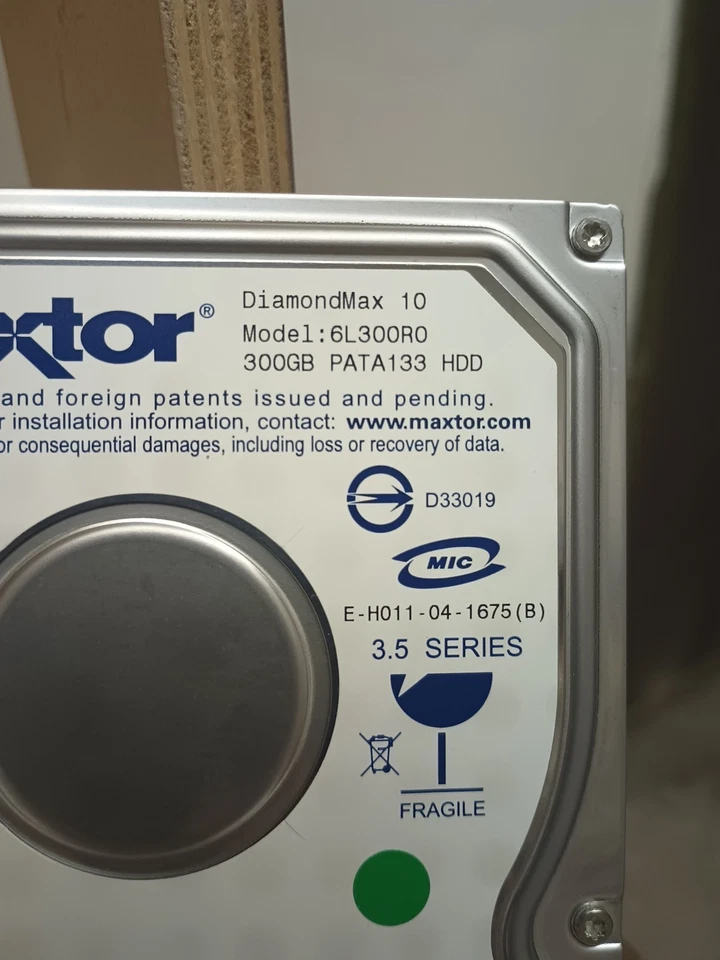 xtor®
DiamondMax 10
Model:6L300R0
300GB PATA133 HDD
and foreign patents issued and pending.
r installation information, contact: www.maxtor.com
or consequential damages, including loss or recovery of data.
D33019
MIC
E-H011-04-1675(B)
3.5 SERIES
FRAGILE